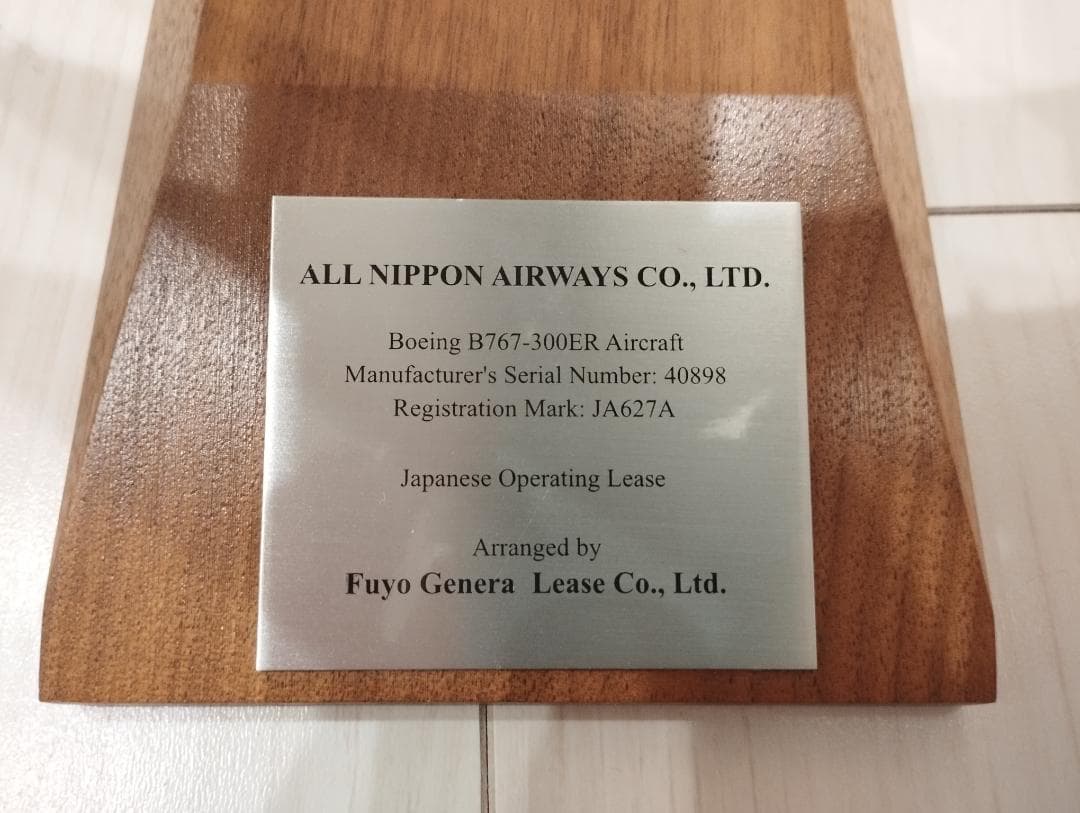 ALL NIPPON AIRWAYS CO., LTD.
Boeing B767-300ER Aircraft
Manufacturer's Serial Number: 40898
Registration Mark: JA627A
Japanese Operating Lease
Arranged by
Fuyo Genera Lease Co., Ltd.